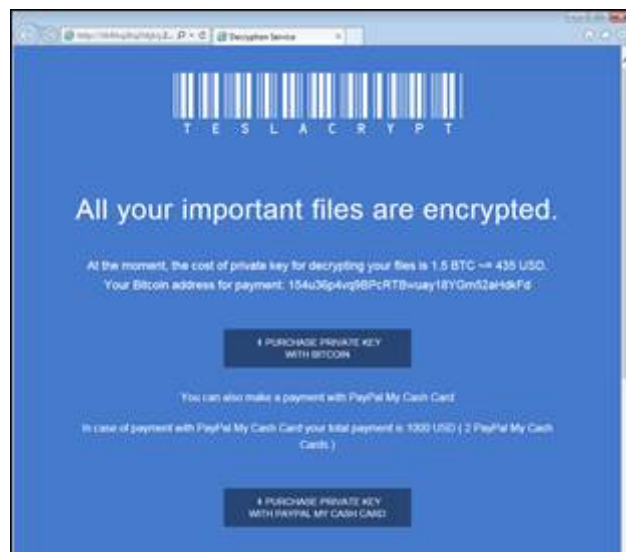 Decryption Service
TESLACRYPT
All your important files are encrypted.
At the moment, the cost of private key for decrypting your files is 1.5 BTC ~= 435 USD.
Your Bitcoin address for payment:
PURCHASE PRIVATE KEY
WITH BITCOIN
You can also make a payment with PayPal My Cash Card
In case of payment with PayPal My Cash Card your total payment is 1000 USD ( 2 PayPal My Cash
Cards )
PURCHASE PRIVATE KEY
WITH PAYPAL MY CASH CARD